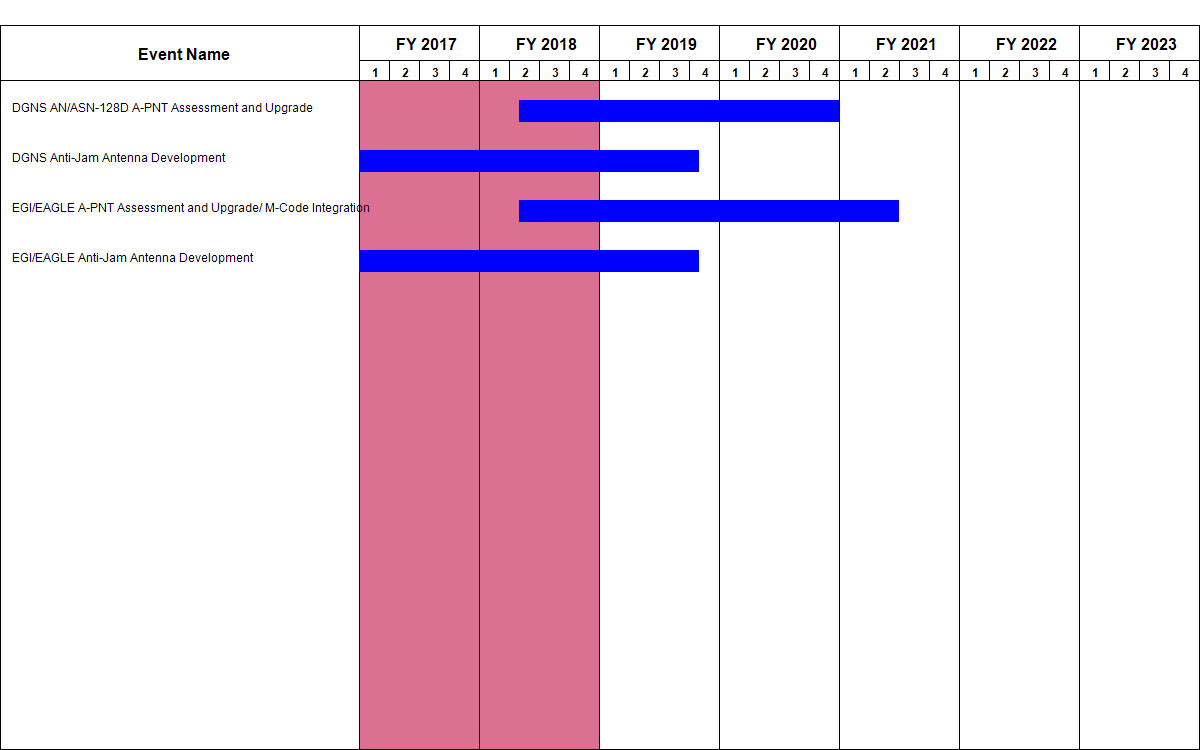 Event Name
FY 2017 FY 2018 FY 2019 FY 2020 FY 2021 FY 2022 FY 2023
1 2 3 4 1 2 3 4 1 2 3 4 1 2 3 4 1 2 3 4 1 2 3 4 1 2 3 4
DGNS AN/ASN-128D A-PNT Assessment and Upgrade
DGNS Anti-Jam Antenna Development
EGI/EAGLE A-PNT Assessment and Upgrade/ M-Code Integration
EGI/EAGLE Anti-Jam Antenna Development